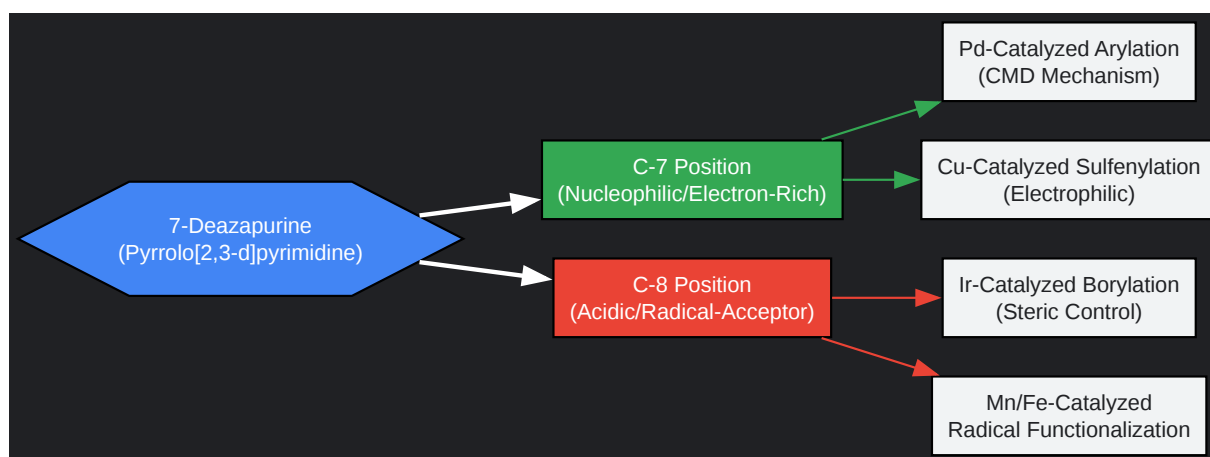 7-Deazapurine
(Pyrrolo[2,3-d]pyrimidine)
C-7 Position
(Nucleophilic/Electron-Rich)
C-8 Position
(Acidic/Radical-Acceptor)
Pd-Catalyzed Arylation
(CMD Mechanism)
Cu-Catalyzed Sulfenylation
(Electrophilic)
Ir-Catalyzed Borylation
(Steric Control)
Mn/Fe-Catalyzed
Radical Functionalization